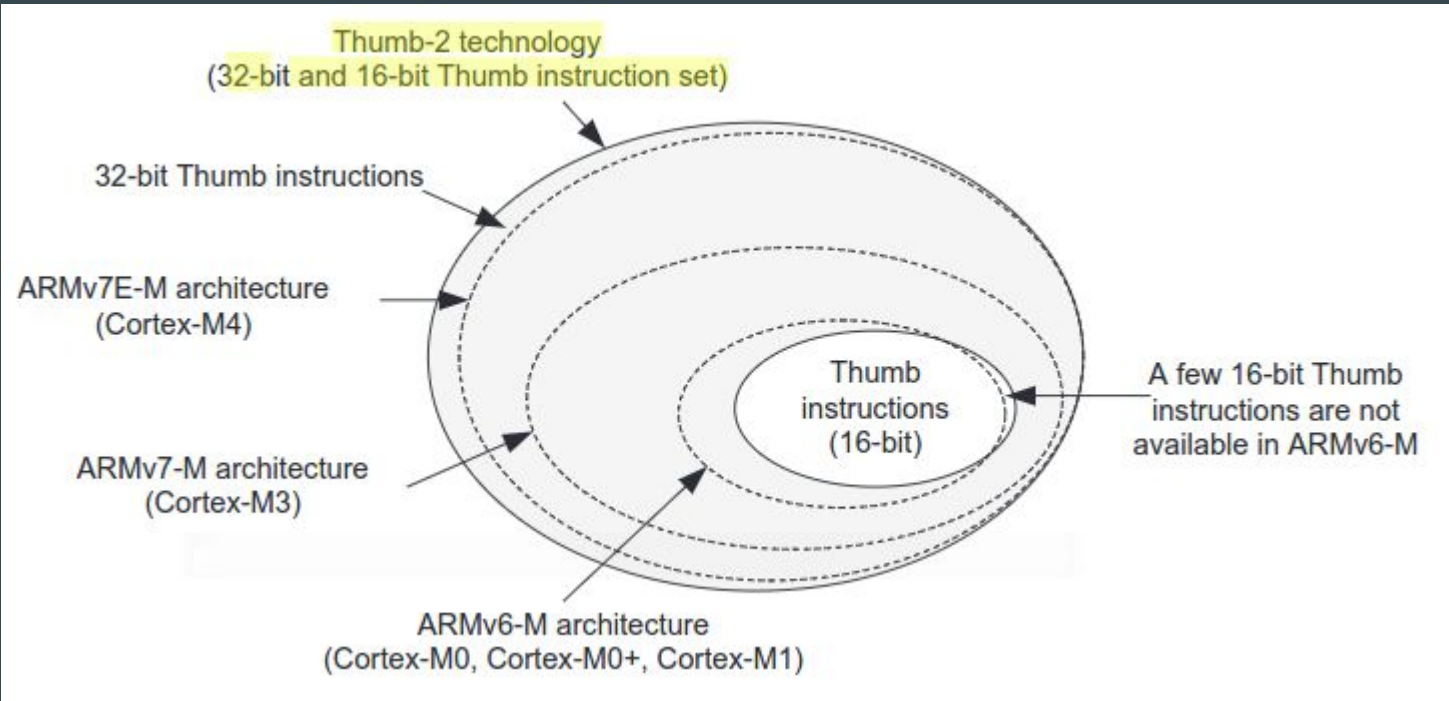 Thumb-2 technology
(32-bit and 16-bit Thumb instruction set)
32-bit Thumb instructions
ARMv7E-M architecture
(Cortex-M4)
Thumb
instructions
(16-bit)
A few 16-bit Thumb
instructions are not
available in ARMv6-M
ARMv7-M architecture
(Cortex-M3)
ARMv6-M architecture
(Cortex-M0, Cortex-M0+, Cortex-M1)